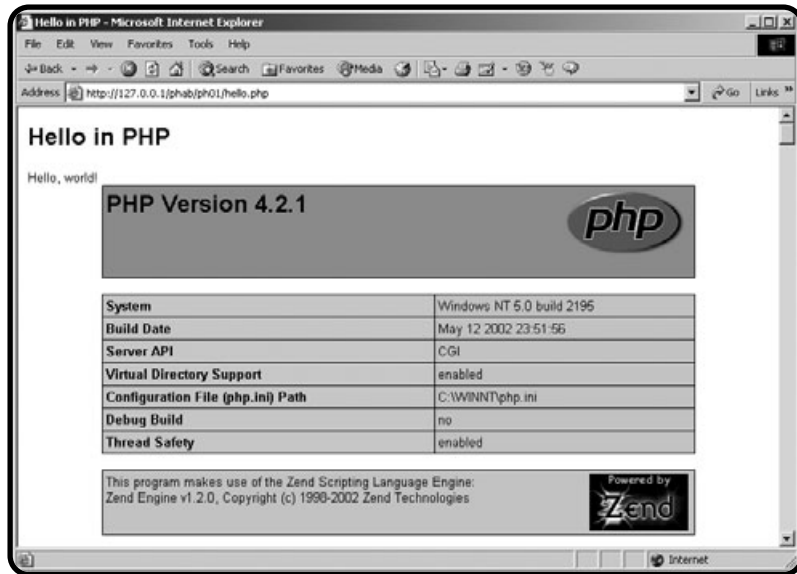 Hello in PHP - Microsoft Internet Explorer
File Edit View Favorites Tools Help
Back Search Favorites Media
Address http://127.0.0.1/phab/ph01/hello.php Go Links »
Hello in PHP
Hello, world!
PHP Version 4.2.1
php
System Windows NT 5.0 build 2195
Build Date May 12 2002 23:51:56
Server API CGI
Virtual Directory Support enabled
Configuration File (php.ini) Path C:\WINNT\php.ini
Debug Build no
Thread Safety enabled
This program makes use of the Zend Scripting Language Engine:
Zend Engine v1.2.0, Copyright (c) 1998-2002 Zend Technologies
Powered by
Zend
Internet